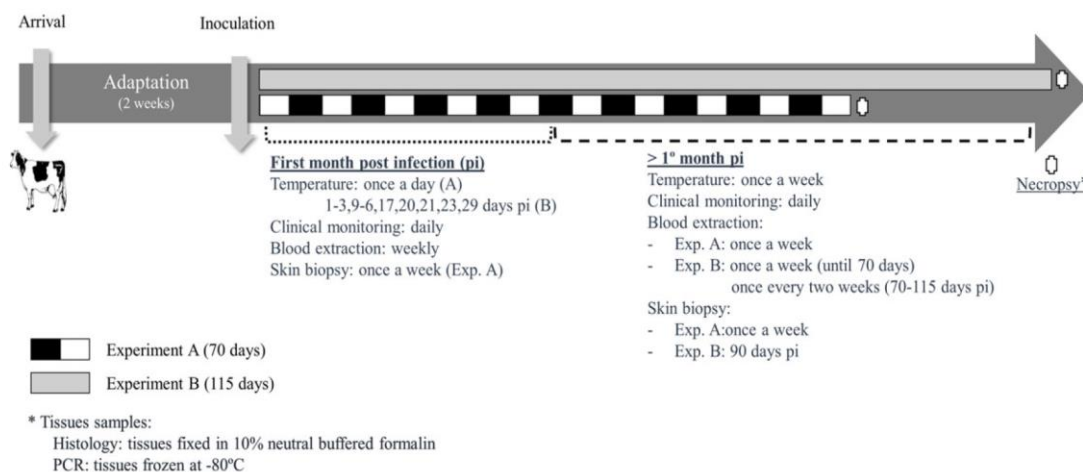 Arrival
Inoculation
Adaptation
(2 weeks)
First month post infection (pi)
Temperature: once a day (A)
1-3,9-6,17,20,21,23,29 days pi (B)
Clinical monitoring: daily
Blood extraction: weekly
Skin biopsy: once a week (Exp. A)
> 1º month pi
Temperature: once a week
Clinical monitoring: daily
Blood extraction:
- Exp. A: once a week
- Exp. B: once a week (until 70 days)
once every two weeks (70-115 days pi)
Skin biopsy:
- Exp. A:once a week
- Exp. B: 90 days pi
Necropsy*
Experiment A (70 days)
Experiment B (115 days)
* Tissues samples:
Histology: tissues fixed in 10% neutral buffered formalin
PCR: tissues frozen at -80ºC